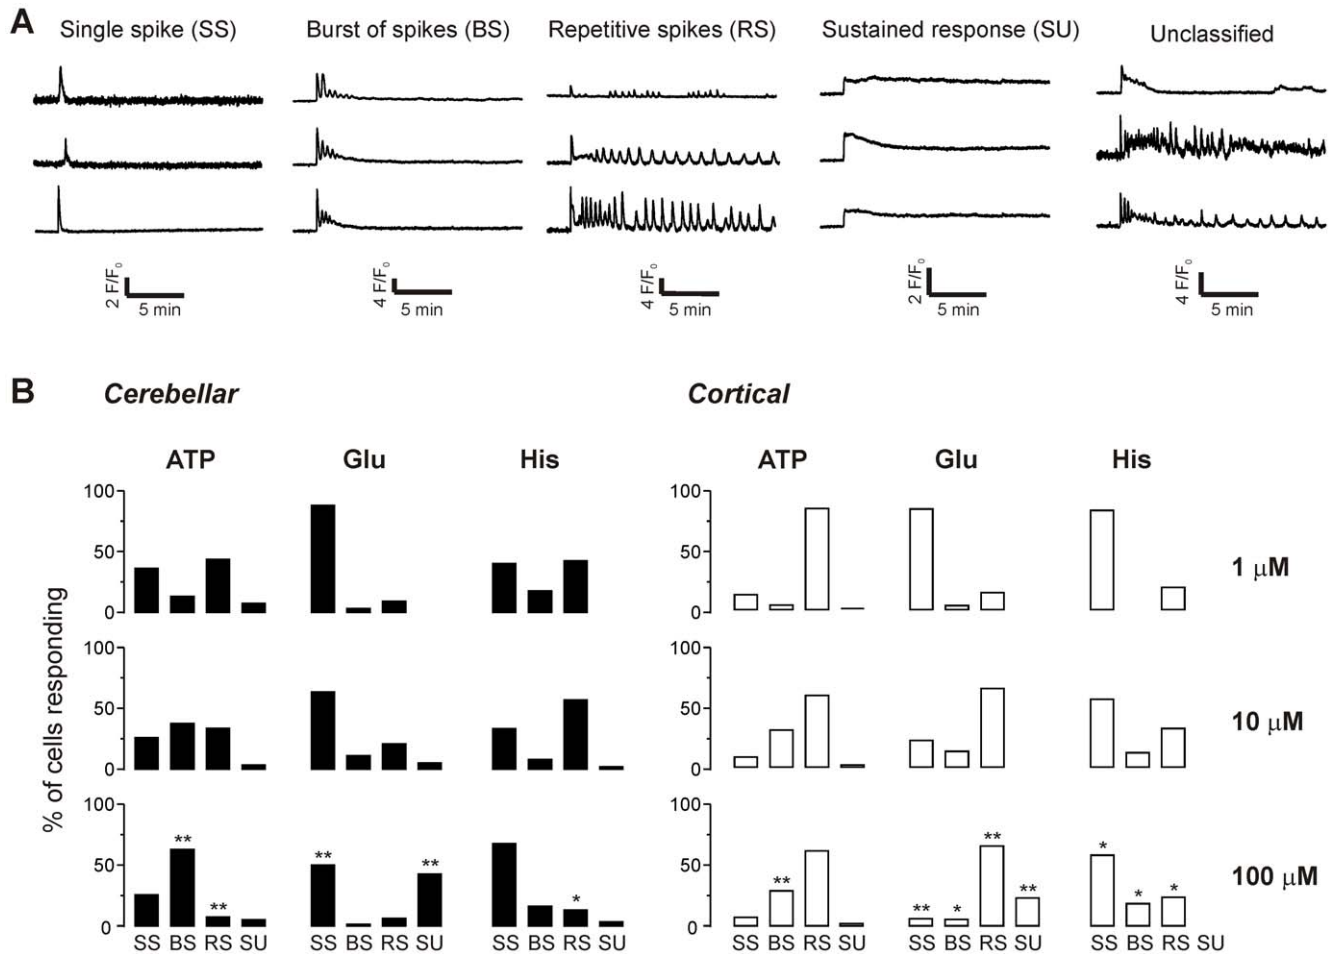 A
Single spike (SS) Burst of spikes (BS) Repetitive spikes (RS) Sustained response (SU) Unclassified
2 F/F₀ 4 F/F₀ 4 F/F₀ 2 F/F₀ 4 F/F₀
5 min 5 min 5 min 5 min 5 min
B Cerebellar Cortical
ATP Glu His ATP Glu His
% of cells responding
100 100
50 50 1 µM
0 0
100 100
50 50 10 µM
0 0
100 100
** ** ** ** ** *
50 50 100 µM
** * ** * ** * *
0 0
SS BS RS SU SS BS RS SU SS BS RS SU SS BS RS SU SS BS RS SU SS BS RS SU